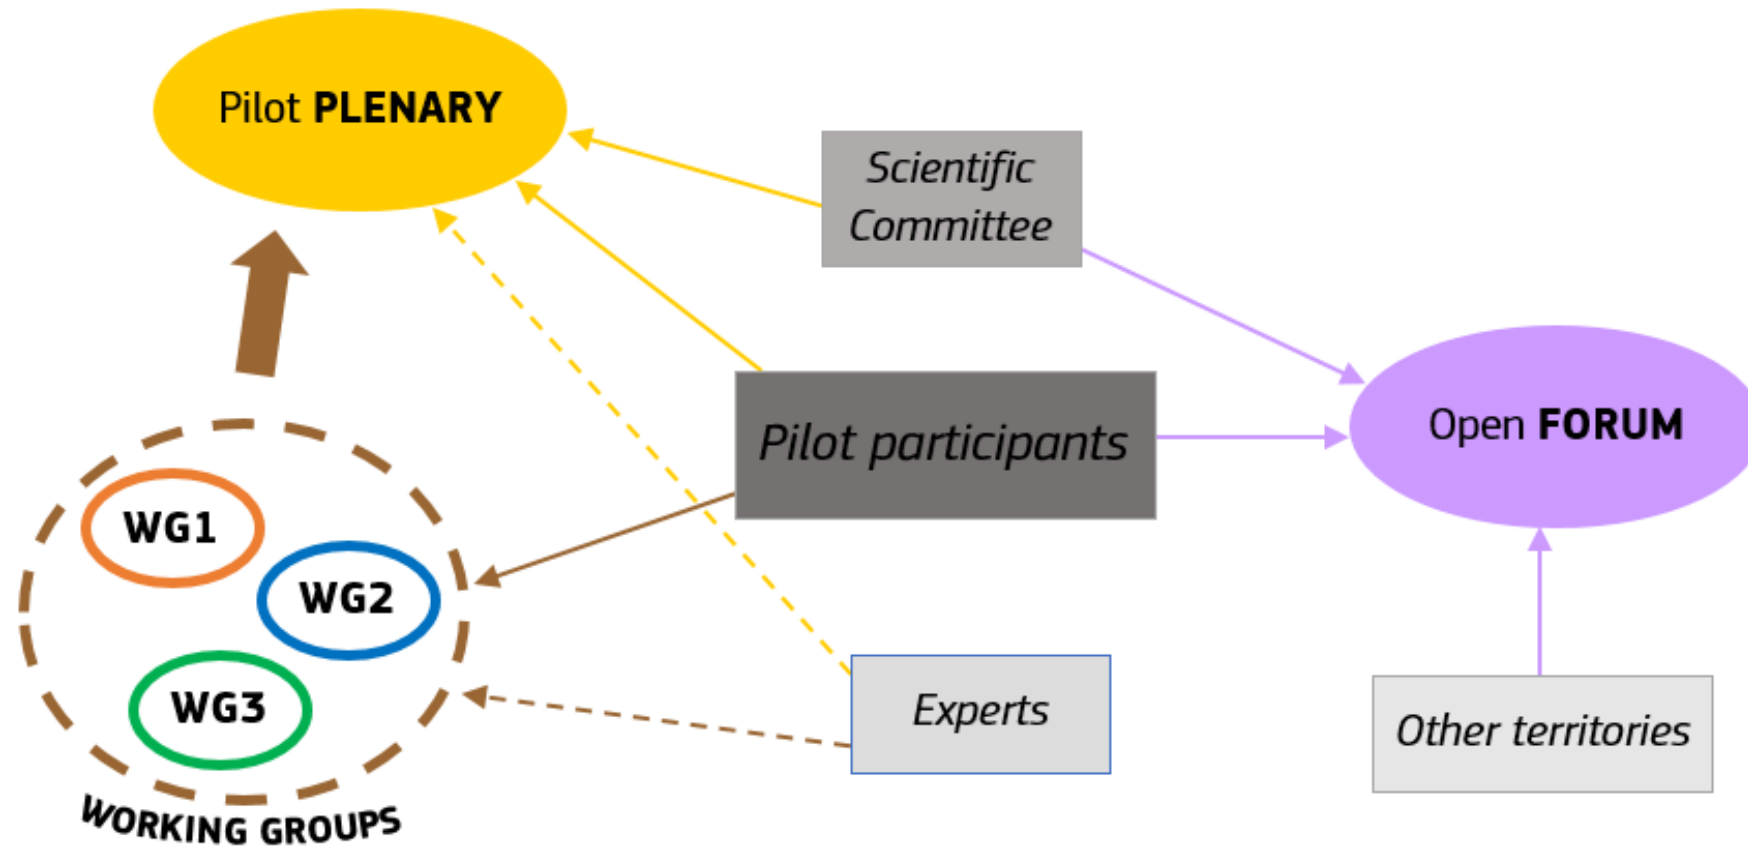 Pilot PLENARY
Scientific
Committee
Pilot participants
Open FORUM
WG1
WG2
WG3
Experts
Other territories
WORKING GROUPS